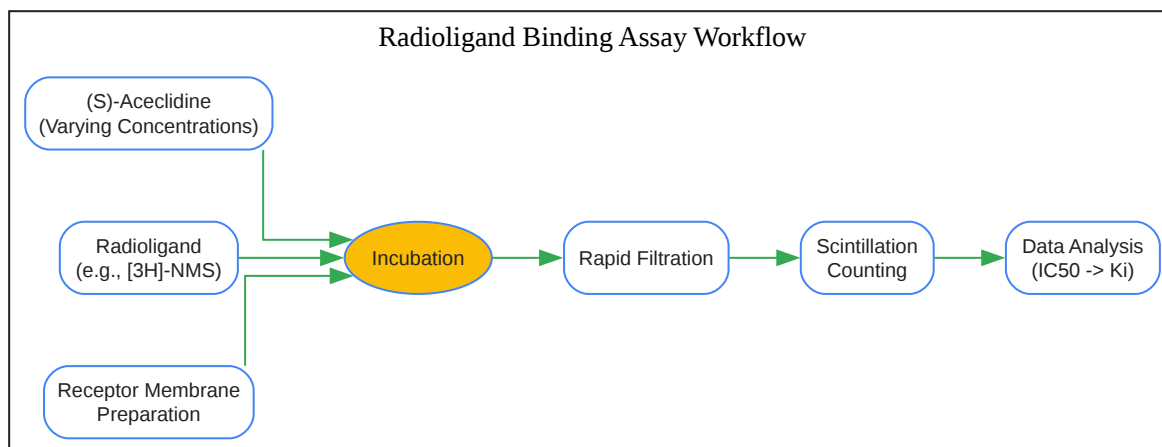 Radioligand Binding Assay Workflow
(S)-Aceclidine
(Varying Concentrations)
Radioligand
(e.g., [3H]-NMS)
Receptor Membrane
Preparation
Incubation
Rapid Filtration
Scintillation
Counting
Data Analysis
(IC50 -> Ki)